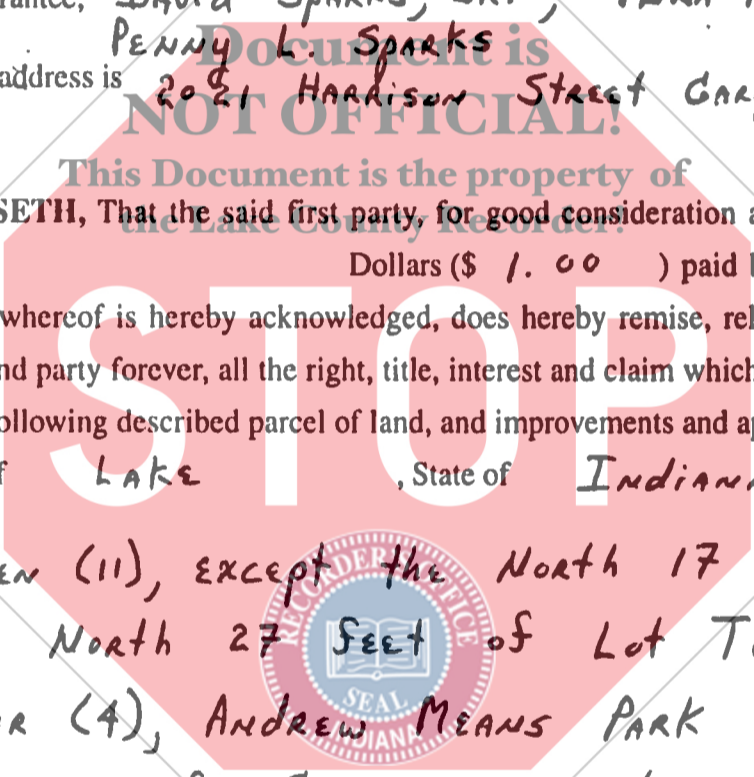 David Sparks, Sr.,
Penny L. Sparks
address is 2021 Harrison Street Gar
Document is
NOT OFFICIAL!
This Document is the property of
the Lake County Recorder!
SETH, That the said first party, for good consideration a
Dollars ($ 1.00 ) paid
whereof is hereby acknowledged, does hereby remise, rel
nd party forever, all the right, title, interest and claim which
ollowing described parcel of land, and improvements and ap
f Lake , State of Indian
STOP
en (11), except the North 17
North 27 feet of Lot T
r (4), Andrew Means Park
RECORDER'S OFFICE
SEAL
INDIANA